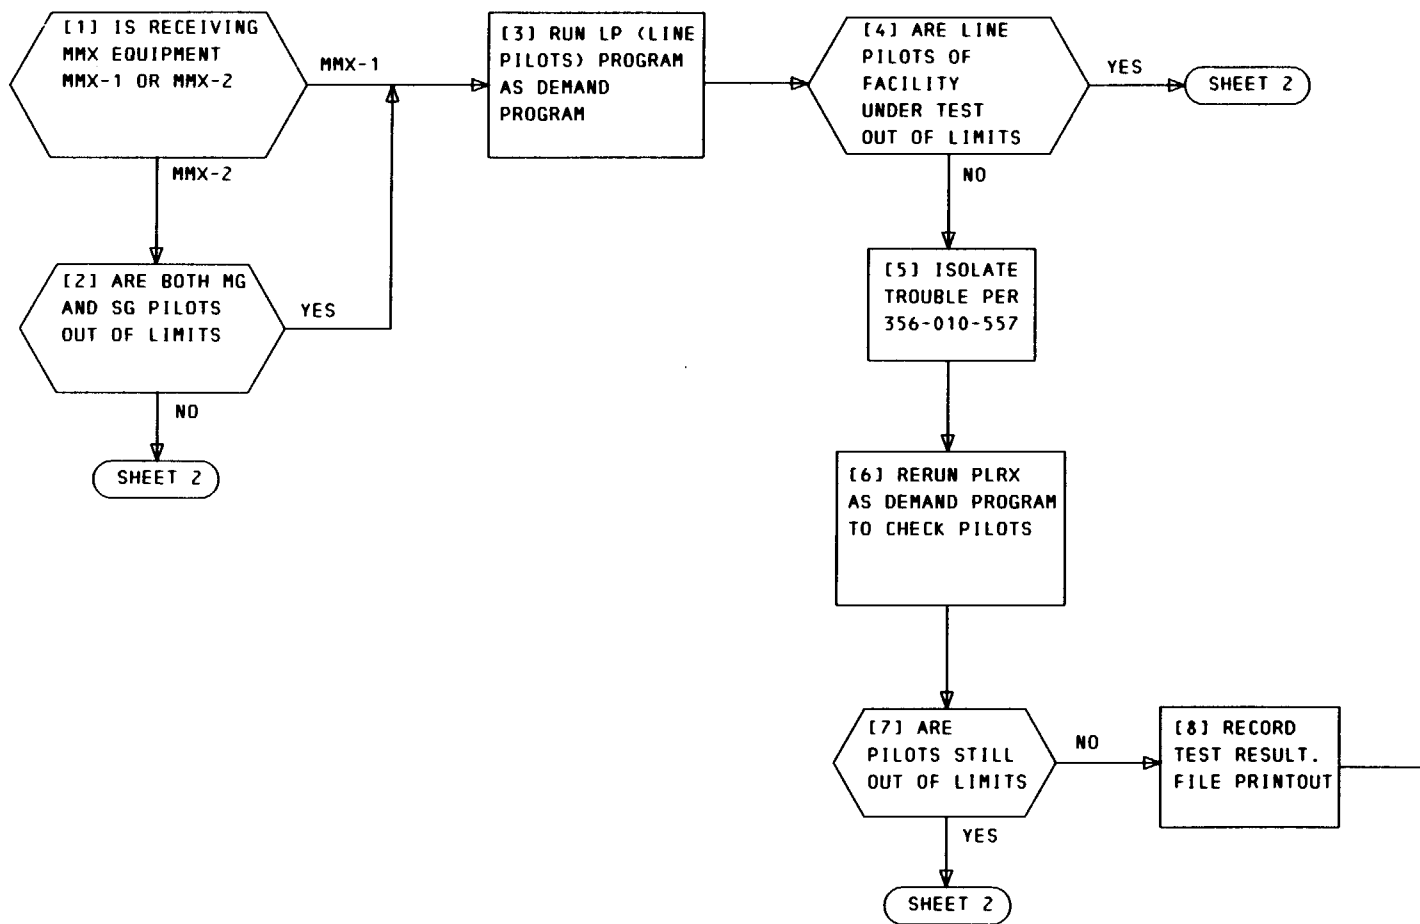 [1] IS RECEIVING
MMX EQUIPMENT
MMX-1 OR MMX-2
MMX-1
MMX-2
[2] ARE BOTH MG
AND SG PILOTS
OUT OF LIMITS
YES
NO
SHEET 2
[3] RUN LP (LINE
PILOTS) PROGRAM
AS DEMAND
PROGRAM
[4] ARE LINE
PILOTS OF
FACILITY
UNDER TEST
OUT OF LIMITS
YES
SHEET 2
NO
[5] ISOLATE
TROUBLE PER
356-010-557
[6] RERUN PLRX
AS DEMAND PROGRAM
TO CHECK PILOTS
[7] ARE
PILOTS STILL
OUT OF LIMITS
NO
[8] RECORD
TEST RESULT.
FILE PRINTOUT
YES
SHEET 2